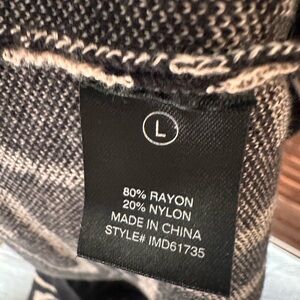 L
80% RAYON
20% NYLON
MADE IN CHINA
STYLE# IMD61735